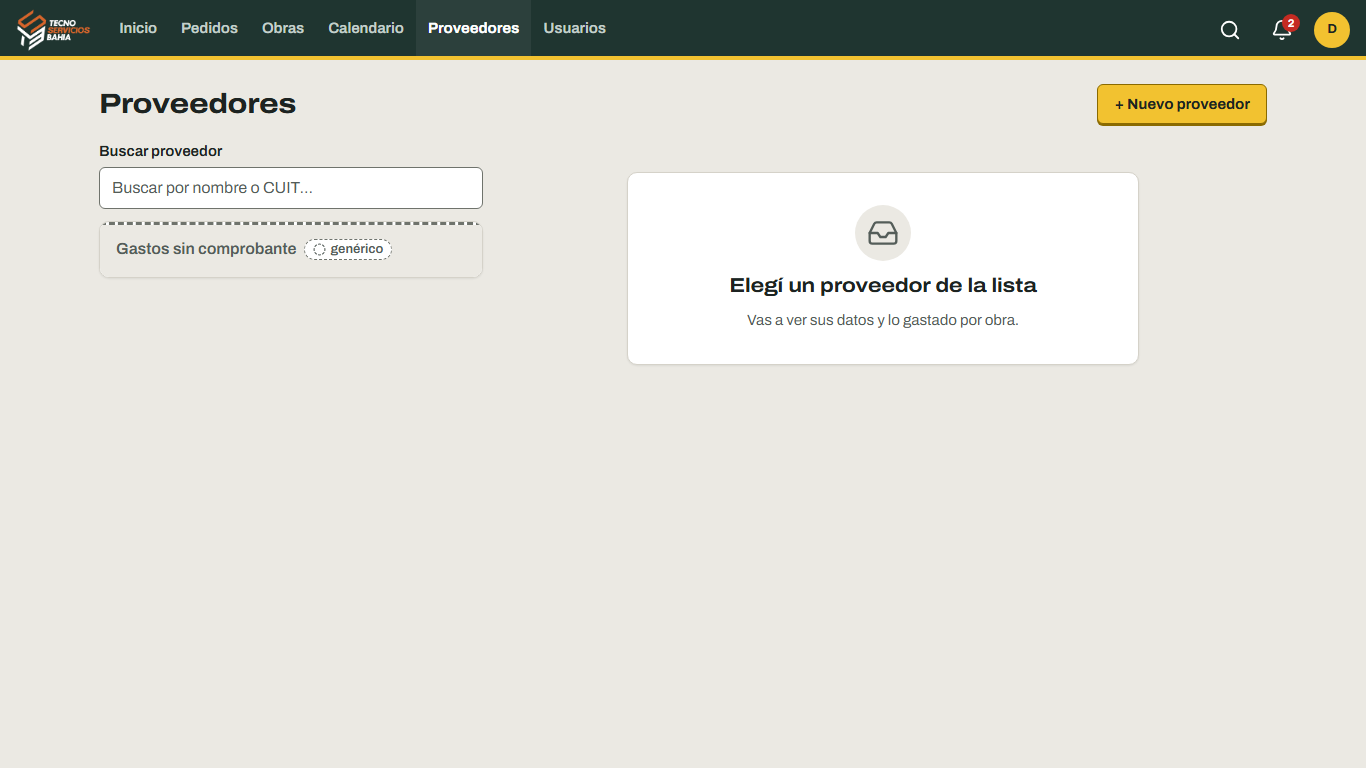 TECNO
SERVICIOS
BAHIA
Inicio
Pedidos
Obras
Calendario
Proveedores
Usuarios
2
D
Proveedores
+ Nuevo proveedor
Buscar proveedor
Buscar por nombre o CUIT...
Gastos sin comprobante
genérico
Elegí un proveedor de la lista
Vas a ver sus datos y lo gastado por obra.